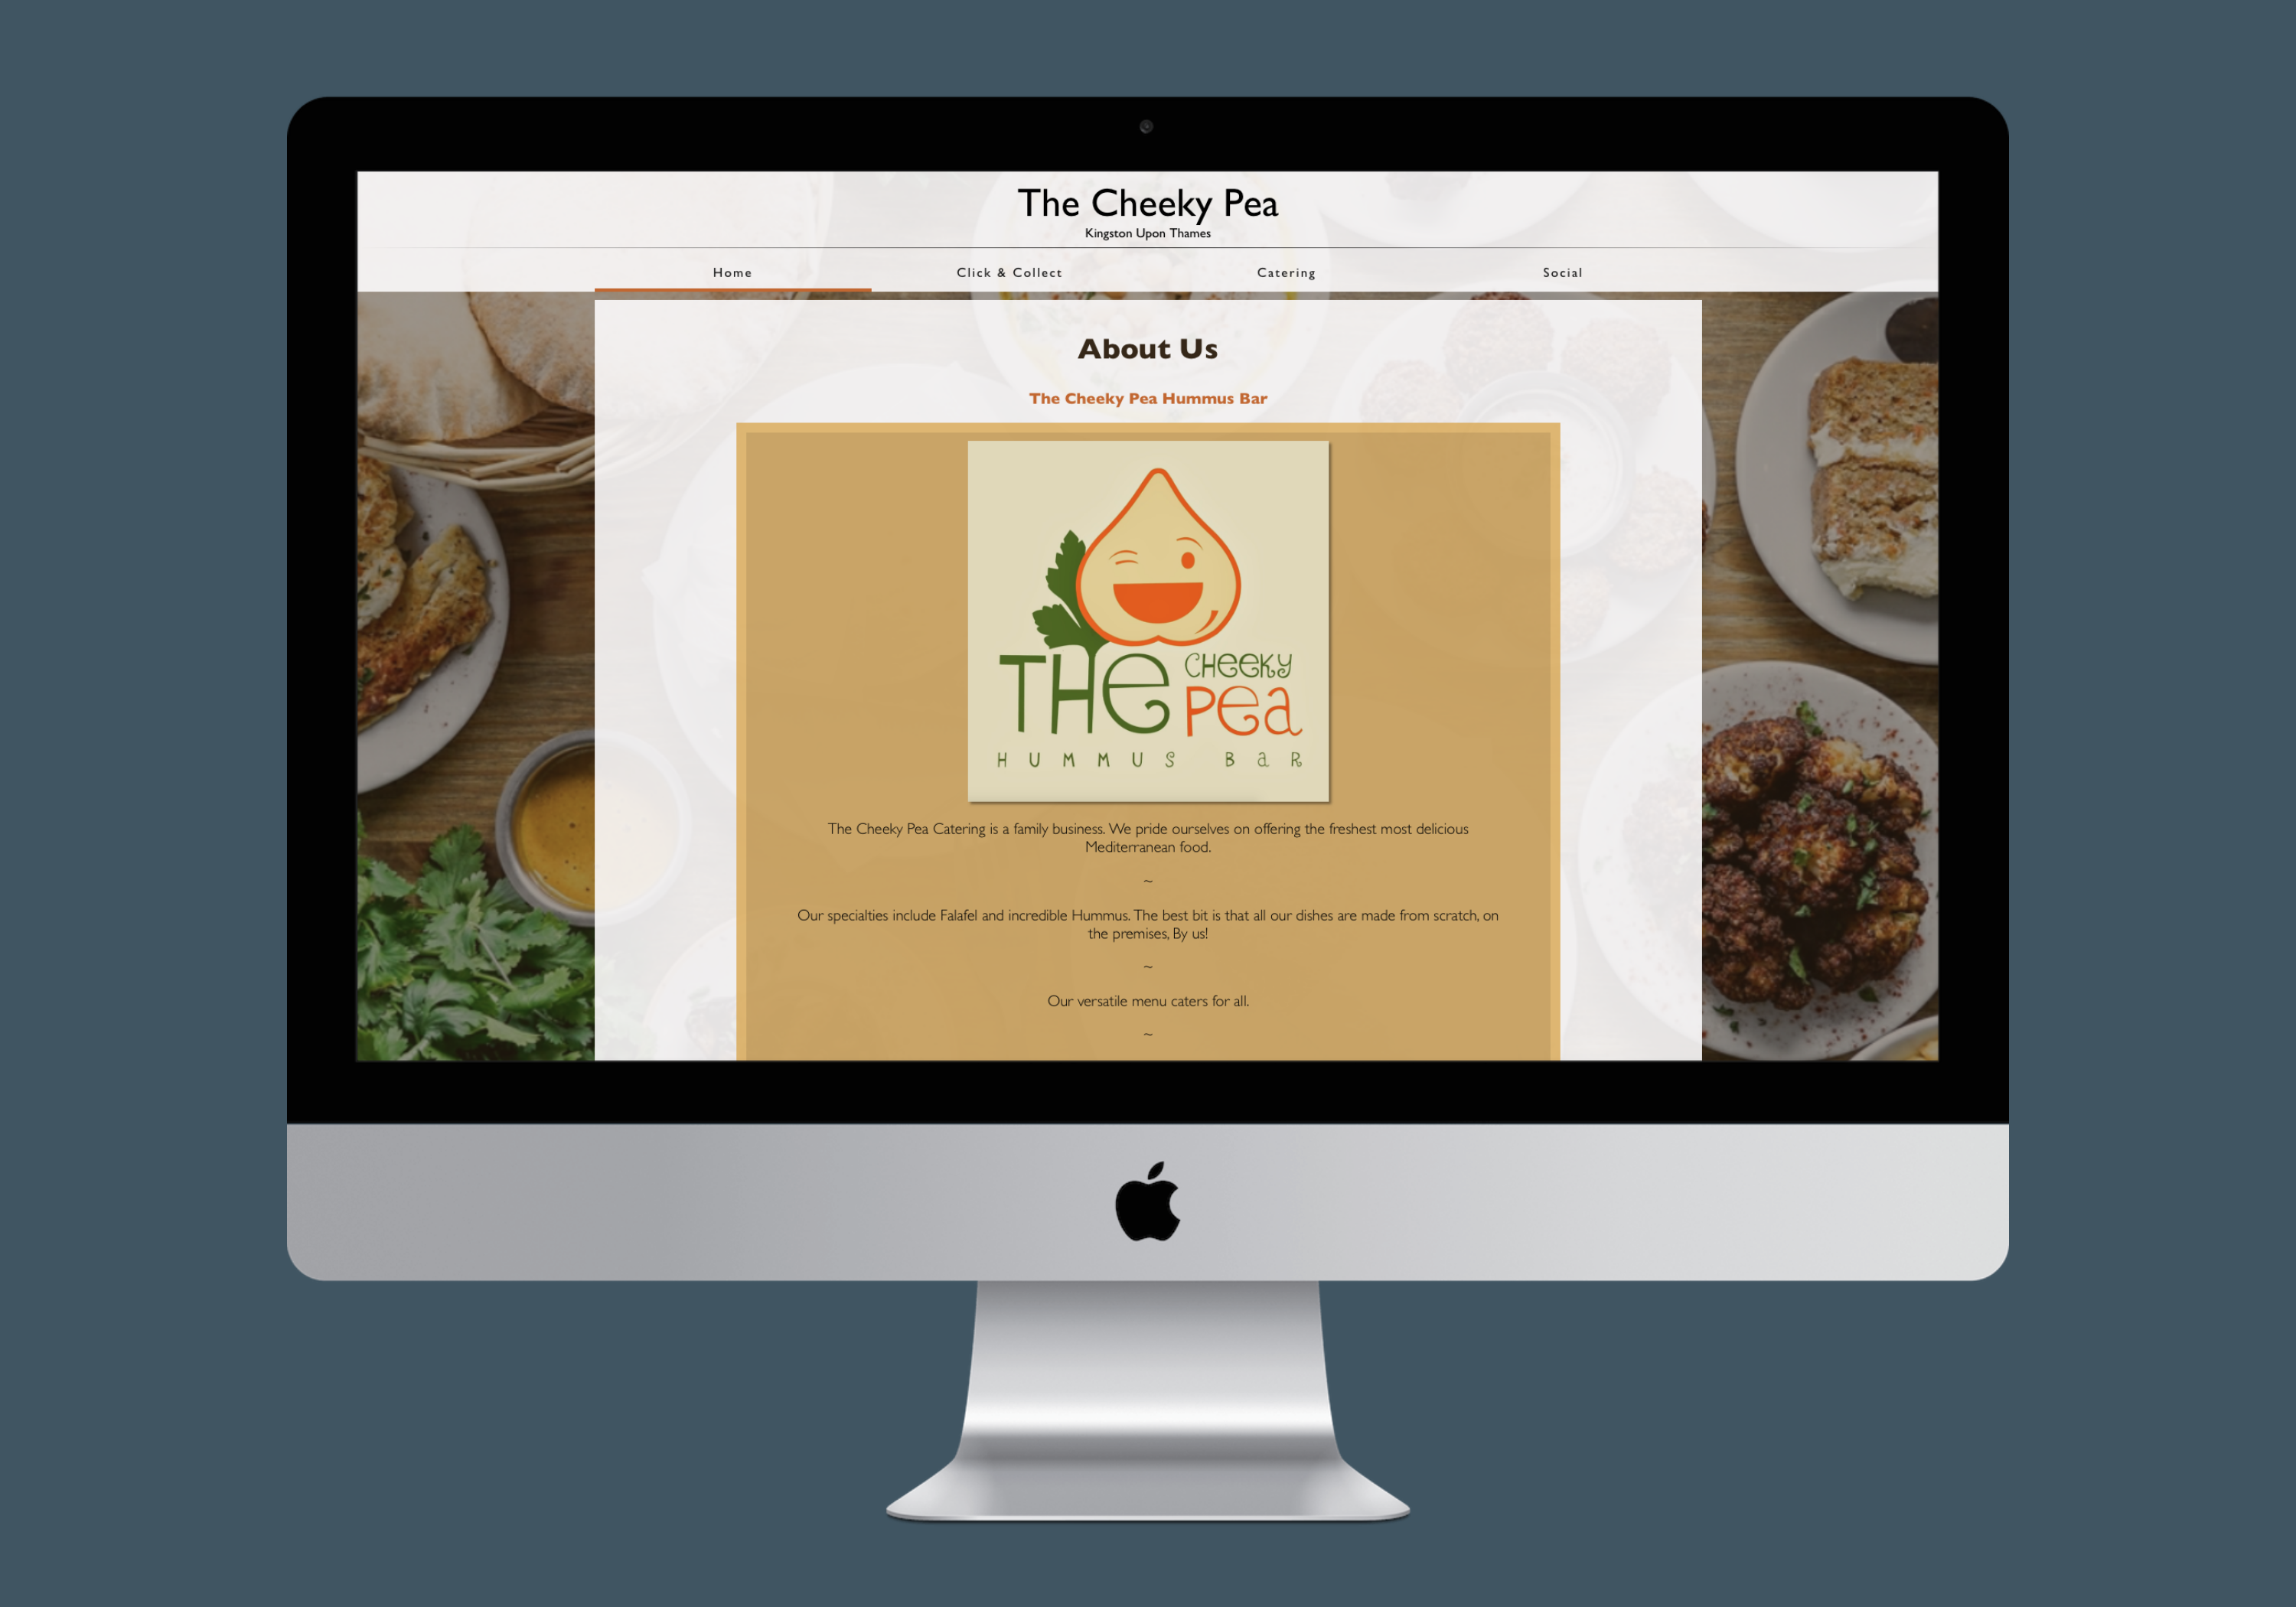 The Cheeky Pea
Kingston Upon Thames
Home Click & Collect Catering Social
About Us
The Cheeky Pea Hummus Bar
THe CHeeKy
Pea
HUMMUS BaR
The Cheeky Pea Catering is a family business. We pride ourselves on offering the freshest most delicious
Mediterranean food.
~
Our specialties include Falafel and incredible Hummus. The best bit is that all our dishes are made from scratch, on
the premises, By us!
~
Our versatile menu caters for all.
~